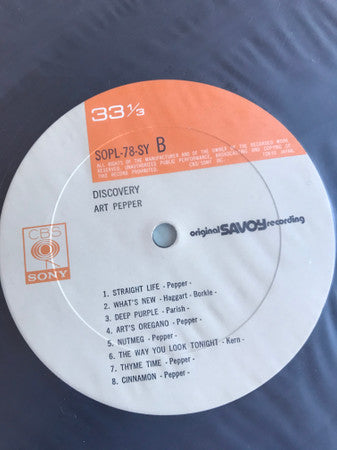 33 1/3
SOPL-78-SY B
ALL RIGHTS OF THE MANUFACTURER AND OF THE OWNER OF THE RECORDED WORK
RESERVED. UNAUTHORIZED PUBLIC PERFORMANCE, BROADCASTING AND COPYING OF
THIS RECORD PROHIBITED. CBS/SONY INC. TOKYO JAPAN.
DISCOVERY
ART PEPPER
CBS
SONY
original SAVOY recording
1. STRAIGHT LIFE - Pepper -
2. WHAT'S NEW - Haggart - Borkle -
3. DEEP PURPLE - Parish -
4. ART'S OREGANO - Pepper -
5. NUTMEG - Pepper -
6. THE WAY YOU LOOK TONIGHT - Kern -
7. THYME TIME - Pepper -
8. CINNAMON - Pepper -